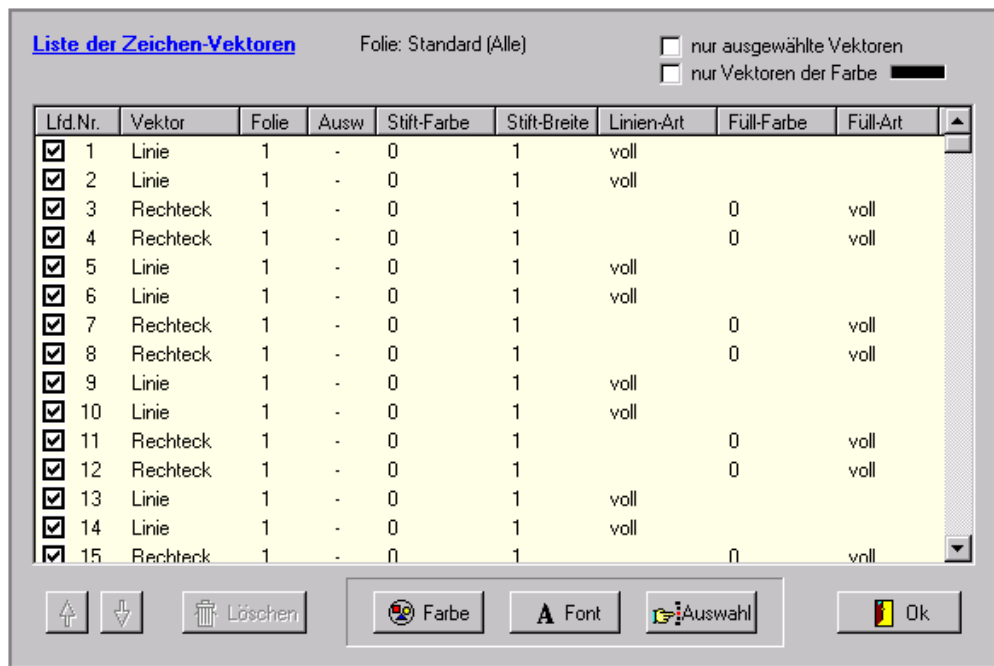 Liste der Zeichen-Vektoren Folie: Standard (Alle) nur ausgewählte Vektoren
nur Vektoren der Farbe
Lfd.Nr. Vektor Folie Ausw Stift-Farbe Stift-Breite Linien-Art Füll-Farbe Füll-Art
1 Linie 1 - 0 1 voll
2 Linie 1 - 0 1 voll
3 Rechteck 1 - 0 1 0 voll
4 Rechteck 1 - 0 1 0 voll
5 Linie 1 - 0 1 voll
6 Linie 1 - 0 1 voll
7 Rechteck 1 - 0 1 0 voll
8 Rechteck 1 - 0 1 0 voll
9 Linie 1 - 0 1 voll
10 Linie 1 - 0 1 voll
11 Rechteck 1 - 0 1 0 voll
12 Rechteck 1 - 0 1 0 voll
13 Linie 1 - 0 1 voll
14 Linie 1 - 0 1 voll
15 Rechteck 1 - 0 1 0 voll
Löschen Farbe A Font Auswahl Ok